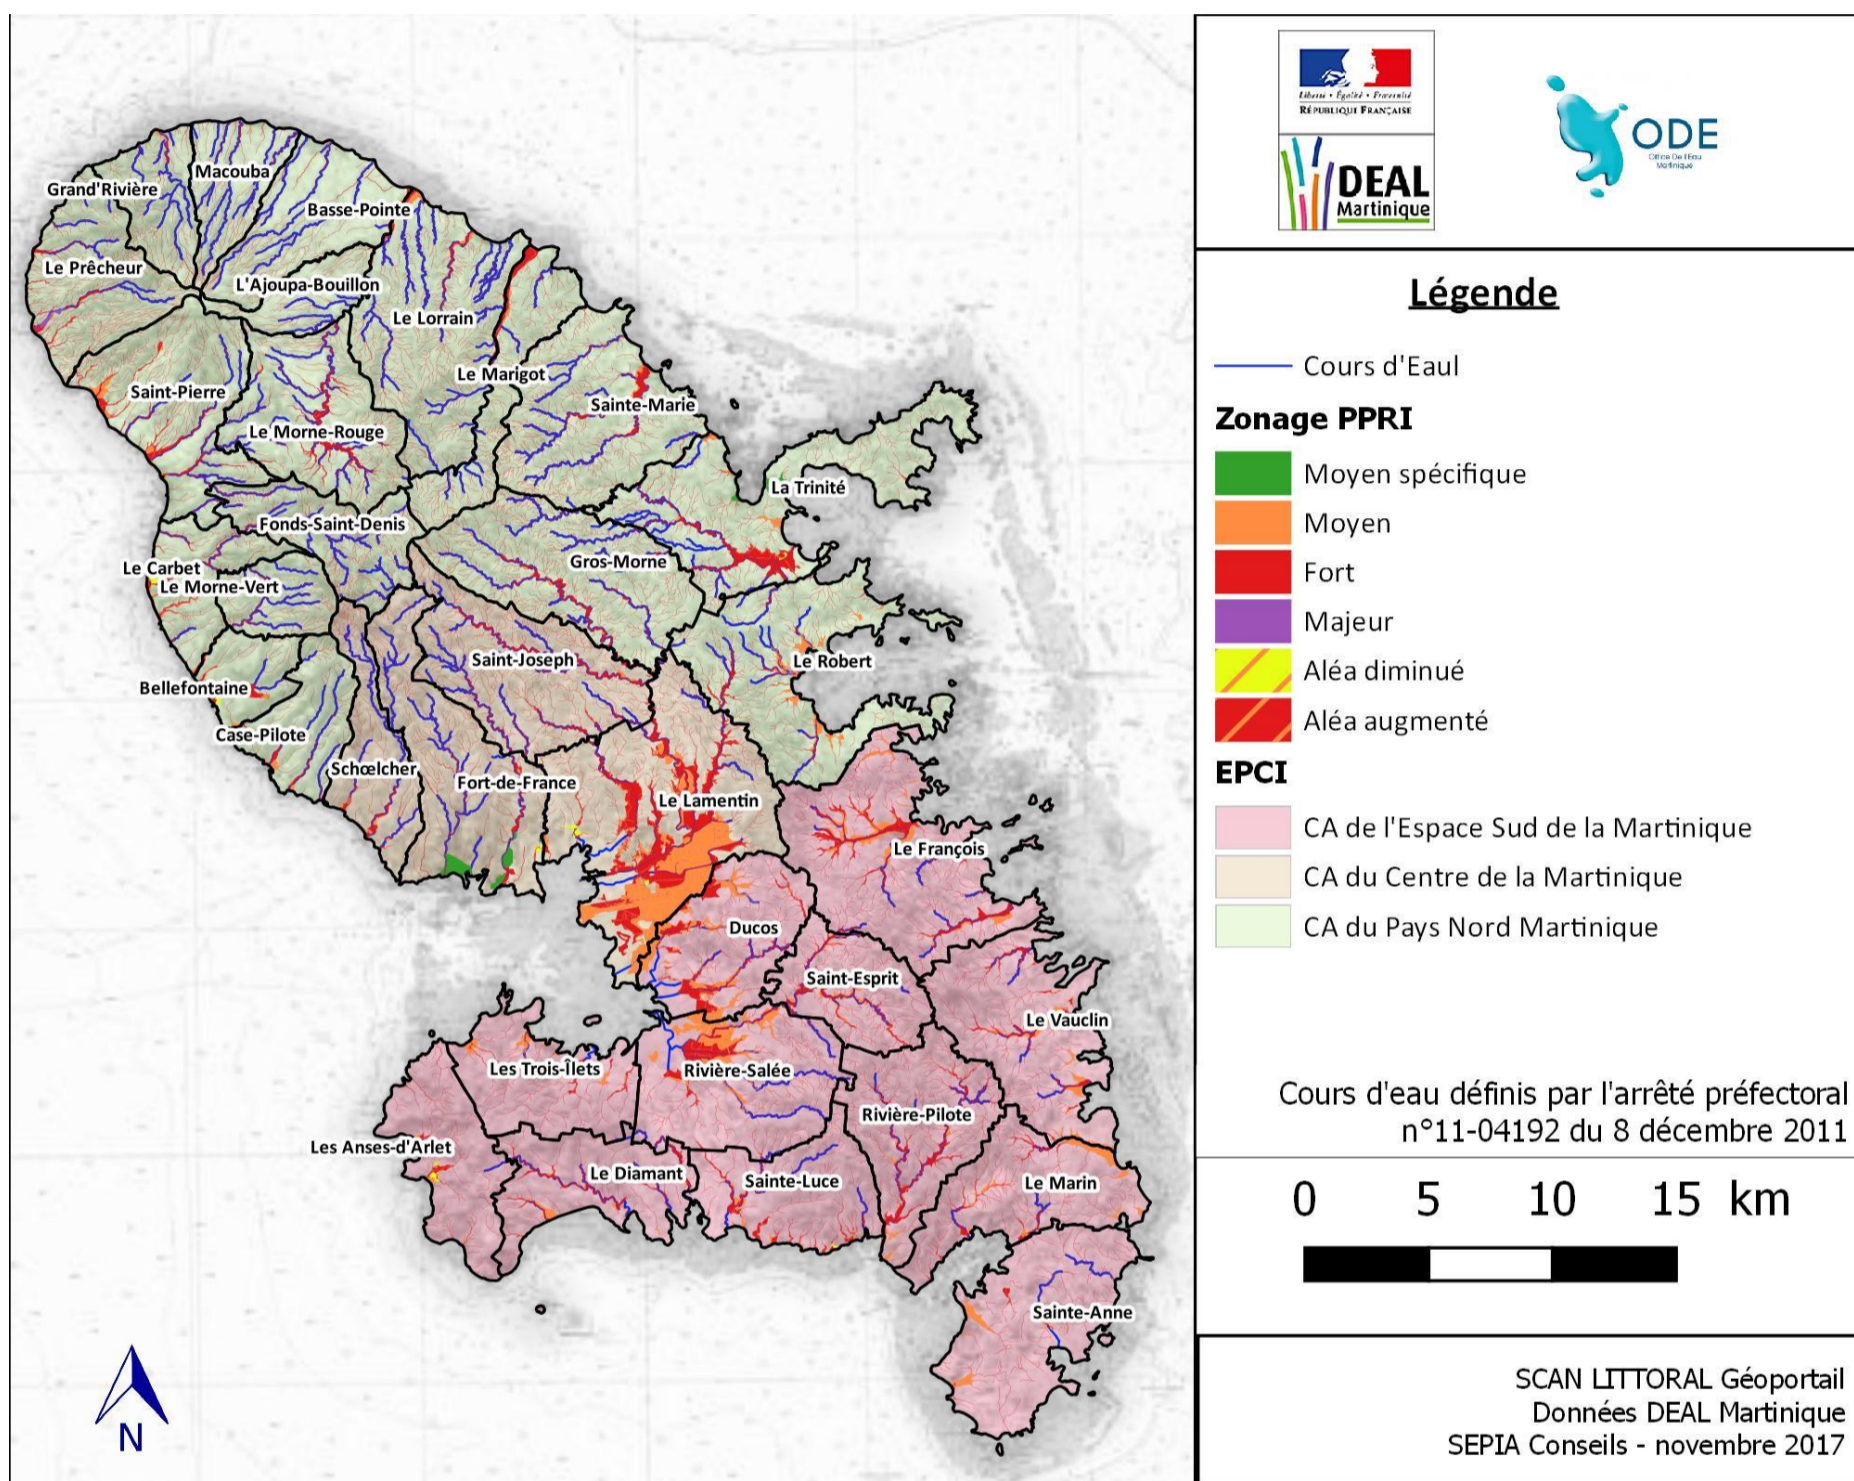 Macouba
Grand'Rivière
Basse-Pointe
Le Prêcheur
L'Ajoupa-Bouillon
Le Lorrain
Le Marigot
Saint-Pierre
Sainte-Marie
Le Morne-Rouge
La Trinité
Fonds-Saint-Denis
Gros-Morne
Le Carbet
Le Morne-Vert
Saint-Joseph
Le Robert
Bellefontaine
Case-Pilote
Schœlcher
Fort-de-France
Le Lamentin
Le François
Ducos
Saint-Esprit
Le Vauclin
Les Trois-Îlets
Rivière-Salée
Rivière-Pilote
Les Anses-d'Arlet
Le Diamant
Sainte-Luce
Le Marin
Sainte-Anne
N
Liberté • Égalité • Fraternité
RÉPUBLIQUE FRANÇAISE
DEAL
Martinique
ODE
Office De l'Eau
Martinique
Légende
Cours d'Eaul
Zonage PPRI
Moyen spécifique
Moyen
Fort
Majeur
Aléa diminué
Aléa augmenté
EPCI
CA de l'Espace Sud de la Martinique
CA du Centre de la Martinique
CA du Pays Nord Martinique
Cours d'eau définis par l'arrêté préfectoral
n°11-04192 du 8 décembre 2011
0 5 10 15 km
SCAN LITTORAL Géoportail
Données DEAL Martinique
SEPIA Conseils - novembre 2017